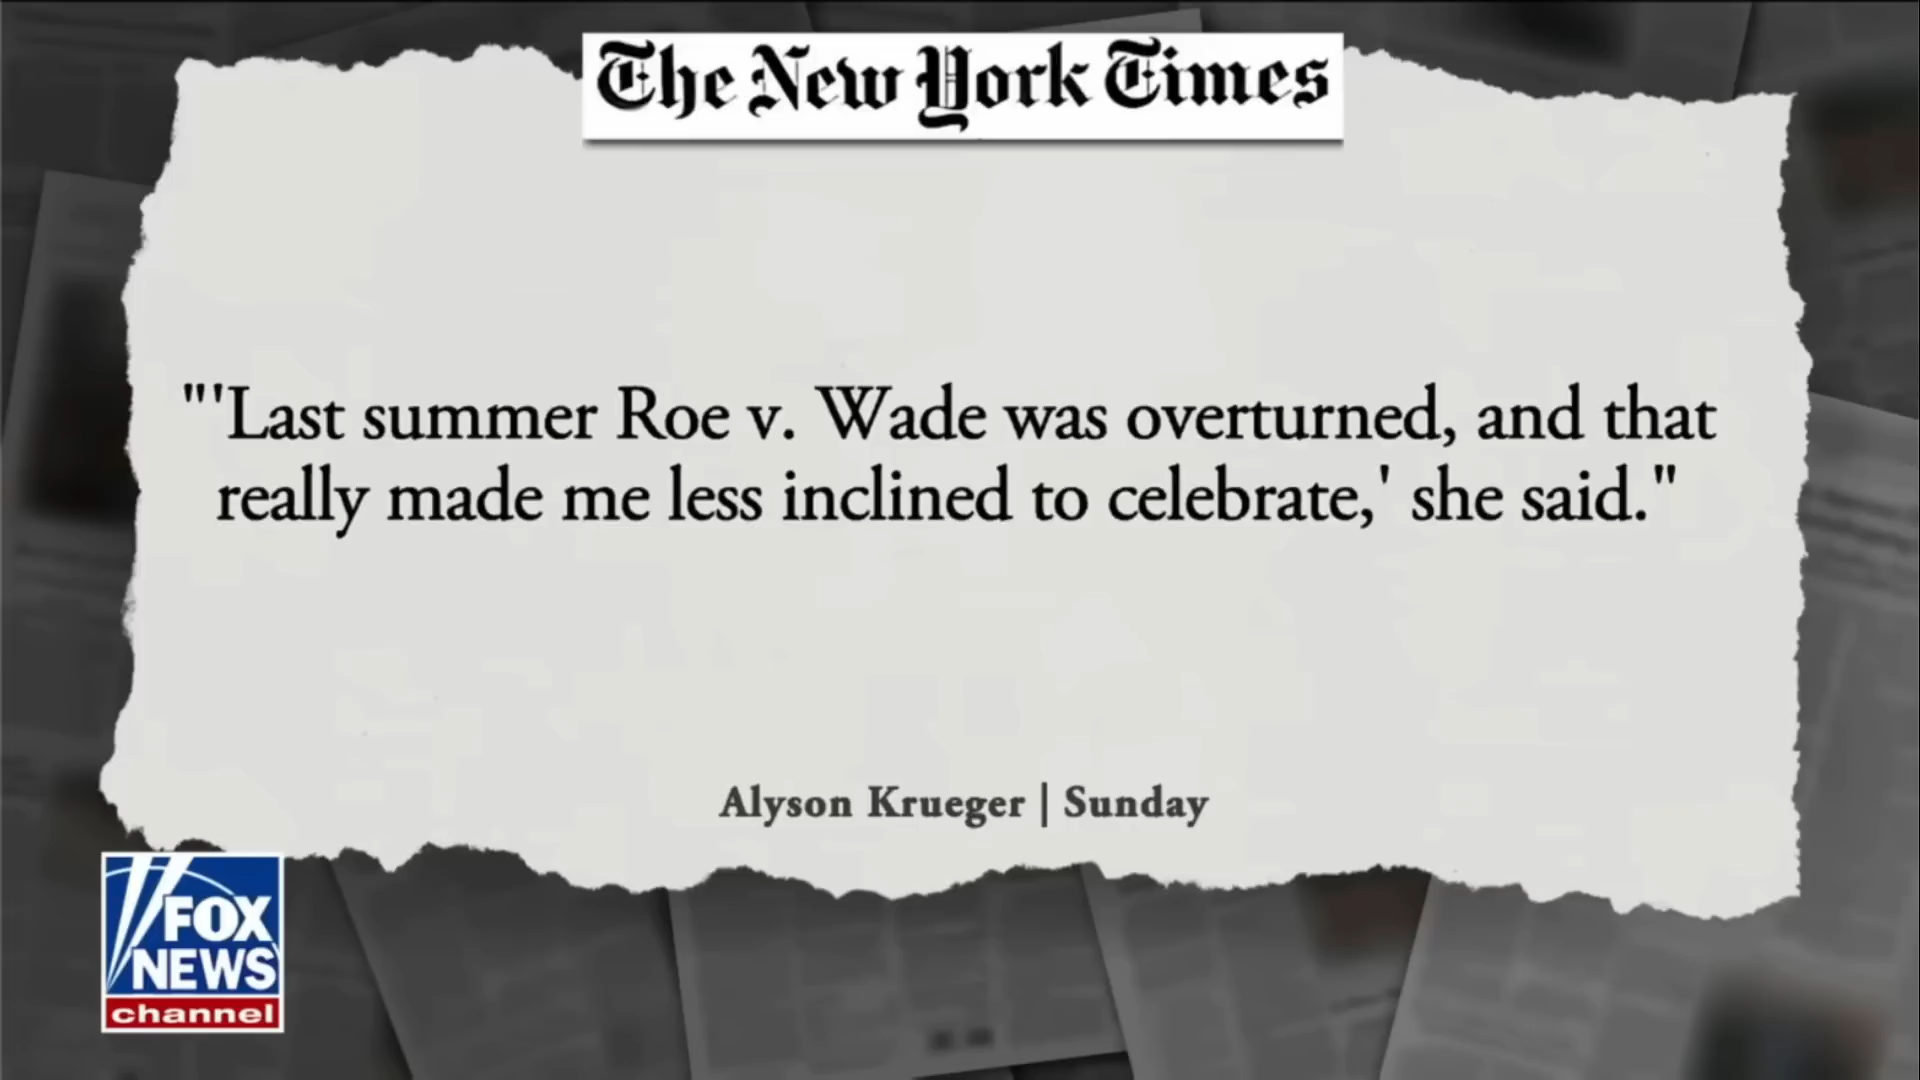 The New York Times
"'Last summer Roe v. Wade was overturned, and that
really made me less inclined to celebrate,' she said."
Alyson Krueger | Sunday
FOX
NEWS
channel